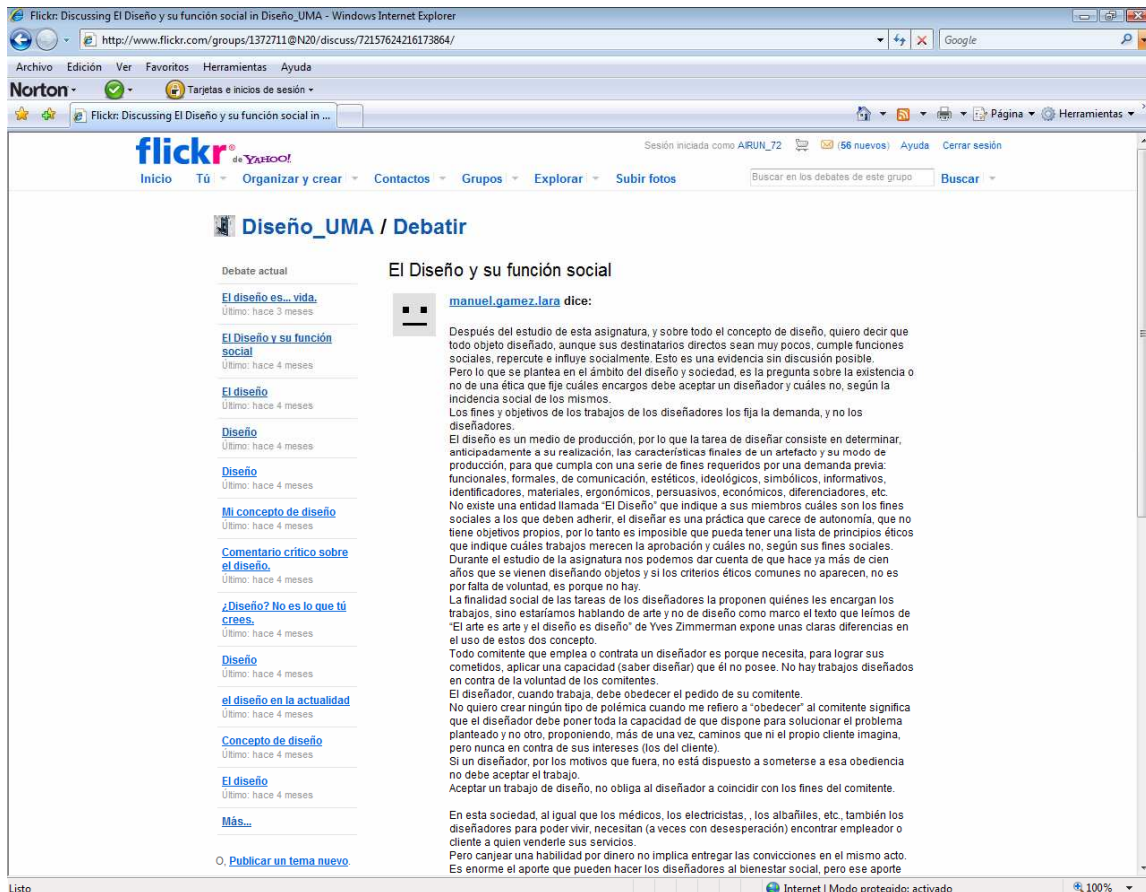 Flickr: Discussing El Diseño y su función social in Diseño_UMA - Windows Internet Explorer
http://www.flickr.com/groups/1372711@N20/discuss/72157624216173864/
Google
Archivo Edición Ver Favoritos Herramientas Ayuda
Norton
Tarjetas e inicios de sesión
Flickr: Discussing El Diseño y su función social in ...
Página Herramientas
flickr de YAHOO!
Sesión iniciada como AIRUN_72 (56 nuevos) Ayuda Cerrar sesión
Inicio Tú Organizar y crear Contactos Grupos Explorar Subir fotos
Buscar en los debates de este grupo Buscar
Diseño_UMA / Debatir
Debate actual
El diseño es... vida.
Último: hace 3 meses
El Diseño y su función
social
Último: hace 4 meses
El diseño
Último: hace 4 meses
Diseño
Último: hace 4 meses
Diseño
Último: hace 4 meses
Mi concepto de diseño
Último: hace 4 meses
Comentario crítico sobre
el diseño.
Último: hace 4 meses
¿Diseño? No es lo que tú
crees.
Último: hace 4 meses
Diseño
Último: hace 4 meses
el diseño en la actualidad
Último: hace 4 meses
Concepto de diseño
Último: hace 4 meses
El diseño
Último: hace 4 meses
Más...
O, Publicar un tema nuevo.
El Diseño y su función social
manuel.gamez.lara dice:
Después del estudio de esta asignatura, y sobre todo el concepto de diseño, quiero decir que
todo objeto diseñado, aunque sus destinatarios directos sean muy pocos, cumple funciones
sociales, repercute e influye socialmente. Esto es una evidencia sin discusión posible.
Pero lo que se plantea en el ámbito del diseño y sociedad, es la pregunta sobre la existencia o
no de una ética que fije cuáles encargos debe aceptar un diseñador y cuáles no, según la
incidencia social de los mismos.
Los fines y objetivos de los trabajos de los diseñadores los fija la demanda, y no los
diseñadores.
El diseño es un medio de producción, por lo que la tarea de diseñar consiste en determinar,
anticipadamente a su realización, las características finales de un artefacto y su modo de
producción, para que cumpla con una serie de fines requeridos por una demanda previa:
funcionales, formales, de comunicación, estéticos, ideológicos, simbólicos, informativos,
identificadores, materiales, ergonómicos, persuasivos, económicos, diferenciadores, etc.
No existe una entidad llamada "El Diseño" que indique a sus miembros cuáles son los fines
sociales a los que deben adherir, el diseñar es una práctica que carece de autonomía, que no
tiene objetivos propios, por lo tanto es imposible que pueda tener una lista de principios éticos
que indique cuáles trabajos merecen la aprobación y cuáles no, según sus fines sociales.
Durante el estudio de la asignatura nos podemos dar cuenta de que hace ya más de cien
años que se vienen diseñando objetos y si los criterios éticos comunes no aparecen, no es
por falta de voluntad, es porque no hay.
La finalidad social de las tareas de los diseñadores la proponen quiénes les encargan los
trabajos, sino estaríamos hablando de arte y no de diseño como marco el texto que leímos de
"El arte es arte y el diseño es diseño" de Yves Zimmerman expone unas claras diferencias en
el uso de estos dos concepto.
Todo comitente que emplea o contrata un diseñador es porque necesita, para lograr sus
cometidos, aplicar una capacidad (saber diseñar) que él no posee. No hay trabajos diseñados
en contra de la voluntad de los comitentes.
El diseñador, cuando trabaja, debe obedecer el pedido de su comitente.
No quiero crear ningún tipo de polémica cuando me refiero a "obedecer" al comitente significa
que el diseñador debe poner toda la capacidad de que dispone para solucionar el problema
planteado y no otro, proponiendo, más de una vez, caminos que ni el propio cliente imagina,
pero nunca en contra de sus intereses (los del cliente).
Si un diseñador, por los motivos que fuera, no está dispuesto a someterse a esa obediencia
no debe aceptar el trabajo.
Aceptar un trabajo de diseño, no obliga al diseñador a coincidir con los fines del comitente.
En esta sociedad, al igual que los médicos, los electricistas, , los albañiles, etc., también los
diseñadores para poder vivir, necesitan (a veces con desesperación) encontrar empleador o
cliente a quien venderle sus servicios.
Pero canjear una habilidad por dinero no implica entregar las convicciones en el mismo acto.
Es enorme el aporte que pueden hacer los diseñadores al bienestar social, pero ese aporte
Listo
Internet | Modo protegido: activado
100%